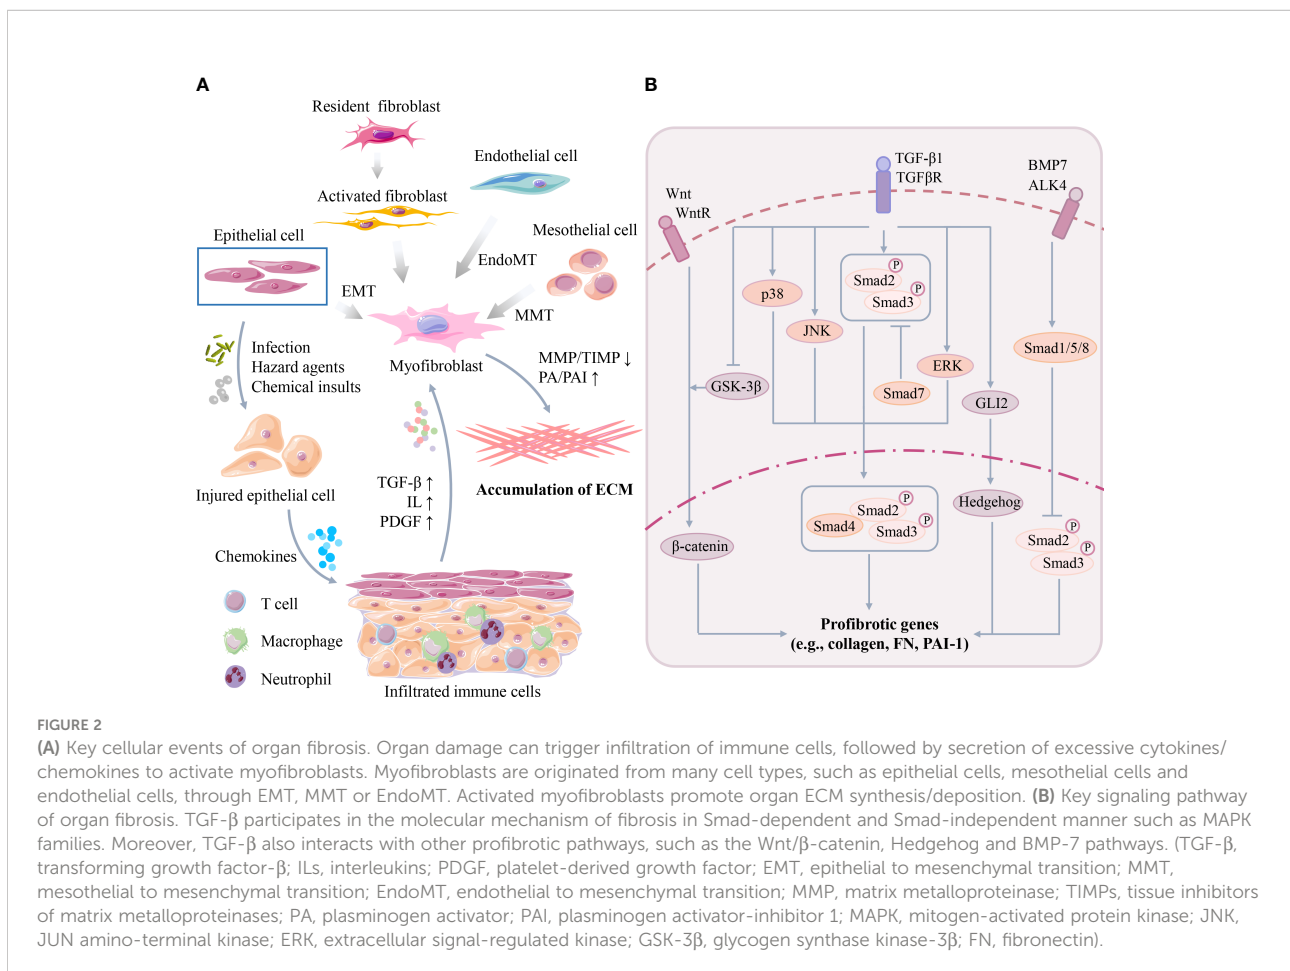 A
Resident fibroblast
Endothelial cell
Activated fibroblast
Mesothelial cell
Epithelial cell
EndoMT
EMT
MMT
Infection
Hazard agents
Chemical insults
Myofibroblast
MMP/TIMP ↓
PA/PAI ↑
TGF-β ↑
IL ↑
PDGF ↑
Accumulation of ECM
Injured epithelial cell
Chemokines
T cell
Macrophage
Neutrophil
Infiltrated immune cells
B
TGF-β1
TGFβR
BMP7
ALK4
Wnt
WntR
P
Smad2
P
Smad3
p38
JNK
Smad1/5/8
ERK
GSK-3β
Smad7
GLI2
P
Smad2
P
Smad4
Smad3
Hedgehog
P
Smad2
P
Smad3
β-catenin
Profibrotic genes
(e.g., collagen, FN, PAI-1)
FIGURE 2
(A) Key cellular events of organ fibrosis. Organ damage can trigger infiltration of immune cells, followed by secretion of excessive cytokines/
chemokines to activate myofibroblasts. Myofibroblasts are originated from many cell types, such as epithelial cells, mesothelial cells and
endothelial cells, through EMT, MMT or EndoMT. Activated myofibroblasts promote organ ECM synthesis/deposition. (B) Key signaling pathway
of organ fibrosis. TGF-β participates in the molecular mechanism of fibrosis in Smad-dependent and Smad-independent manner such as MAPK
families. Moreover, TGF-β also interacts with other profibrotic pathways, such as the Wnt/β-catenin, Hedgehog and BMP-7 pathways. (TGF-β,
transforming growth factor-β; ILs, interleukins; PDGF, platelet-derived growth factor; EMT, epithelial to mesenchymal transition; MMT,
mesothelial to mesenchymal transition; EndoMT, endothelial to mesenchymal transition; MMP, matrix metalloproteinase; TIMPs, tissue inhibitors
of matrix metalloproteinases; PA, plasminogen activator; PAI, plasminogen activator-inhibitor 1; MAPK, mitogen-activated protein kinase; JNK,
JUN amino-terminal kinase; ERK, extracellular signal-regulated kinase; GSK-3β, glycogen synthase kinase-3β; FN, fibronectin).